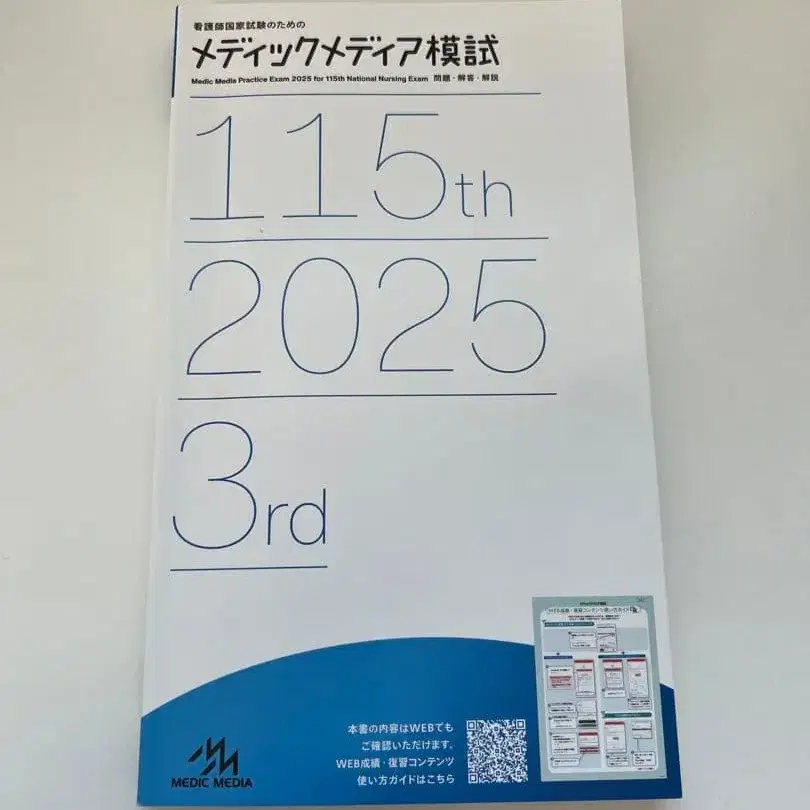 看護師国家試験のための
メディックメディア模試
Medic Media Practice Exam 2025 for 115th National Nursing Exam 問題・解答・解説
115th
2025
3rd
本書の内容はWEBでも
ご確認いただけます。
WEB成績・復習コンテンツ
使い方ガイドはこちら
MEDIC MEDIA